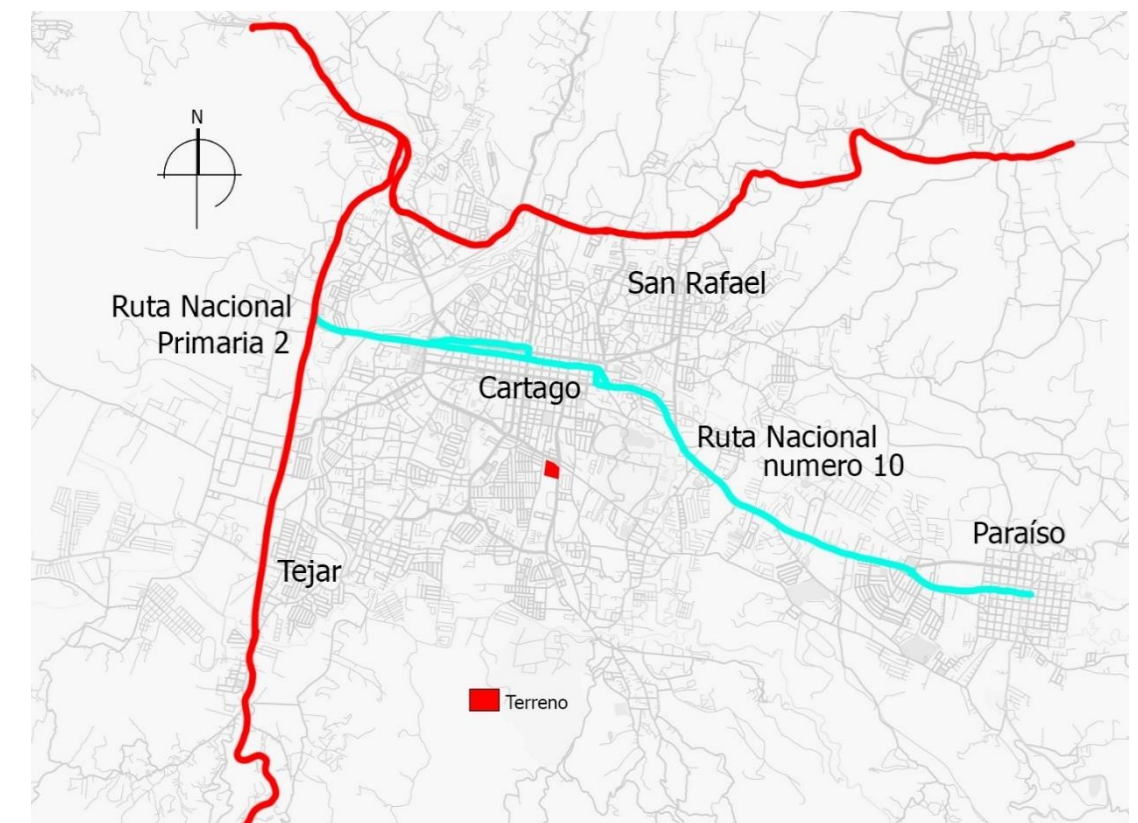 N
San Rafael
Ruta Nacional
Primaria 2
Cartago
Ruta Nacional
numero 10
Paraíso
Tejar
Terreno